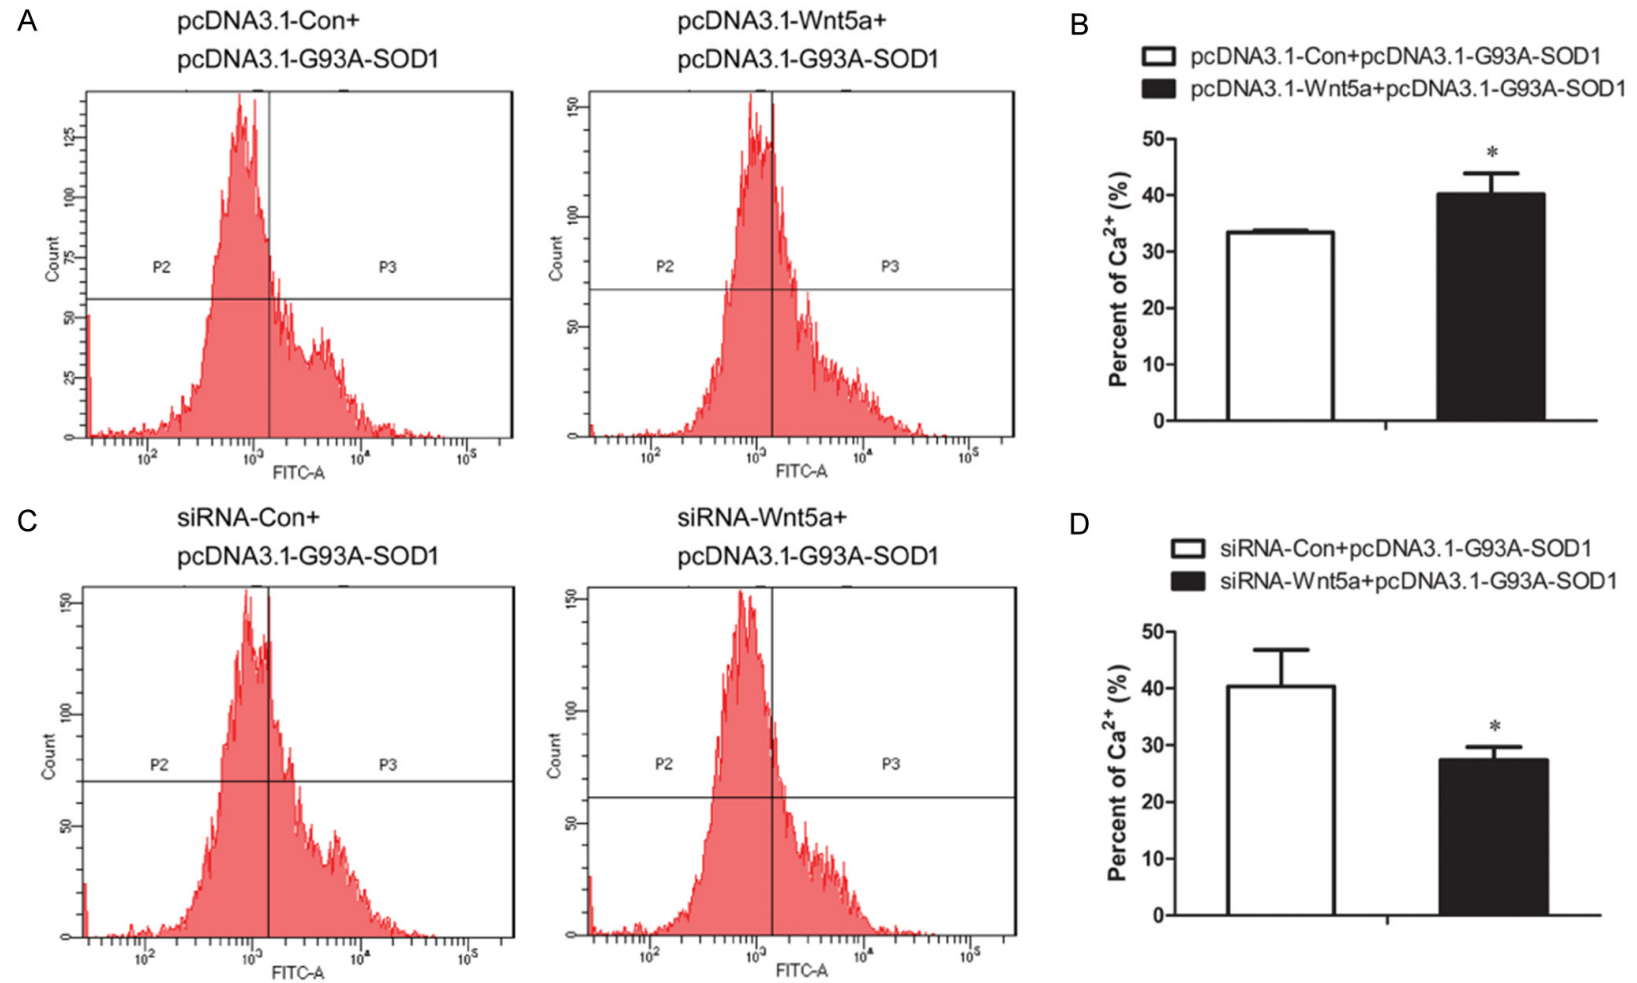 A
pcDNA3.1-Con+
pcDNA3.1-G93A-SOD1
Count
125
100
75
50
25
0
P2
P3
10²
10³
10⁴
10⁵
FITC-A
pcDNA3.1-Wnt5a+
pcDNA3.1-G93A-SOD1
Count
150
100
50
0
P2
P3
10²
10³
10⁴
10⁵
FITC-A
B
pcDNA3.1-Con+pcDNA3.1-G93A-SOD1
pcDNA3.1-Wnt5a+pcDNA3.1-G93A-SOD1
Percent of Ca²⁺ (%)
50
40
30
20
10
0
*
C
siRNA-Con+
pcDNA3.1-G93A-SOD1
Count
150
100
50
0
P2
P3
10²
10³
10⁴
10⁵
FITC-A
siRNA-Wnt5a+
pcDNA3.1-G93A-SOD1
Count
150
100
50
0
P2
P3
10²
10³
10⁴
10⁵
FITC-A
D
siRNA-Con+pcDNA3.1-G93A-SOD1
siRNA-Wnt5a+pcDNA3.1-G93A-SOD1
Percent of Ca²⁺ (%)
50
40
30
20
10
0
*